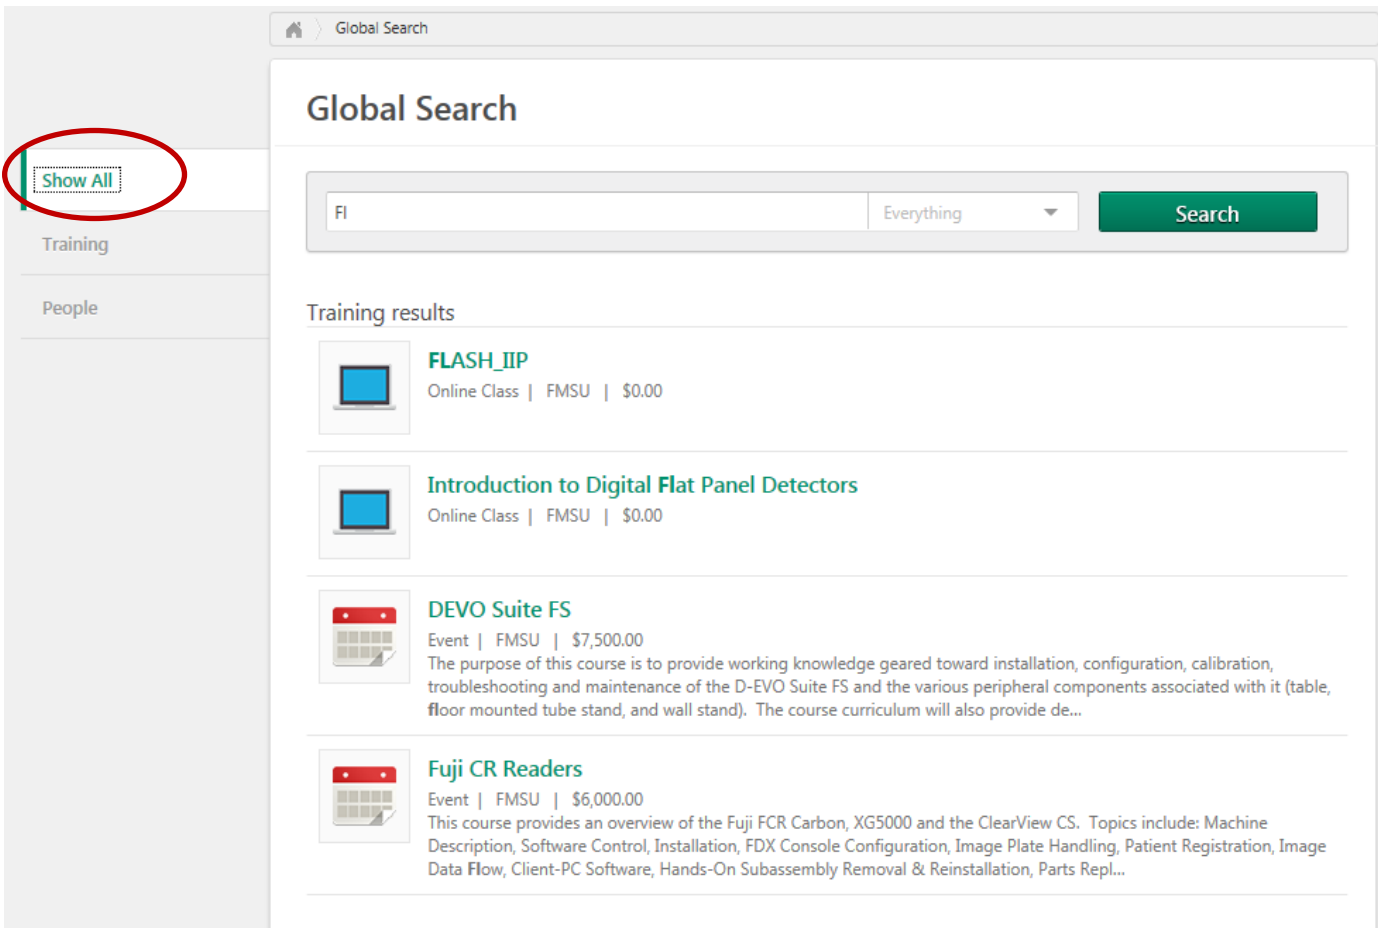 Global Search
Global Search
Show All
Training
People
Fl
Everything
Search
Training results
FLASH_IIP
Online Class | FMSU | $0.00
Introduction to Digital Flat Panel Detectors
Online Class | FMSU | $0.00
DEVO Suite FS
Event | FMSU | $7,500.00
The purpose of this course is to provide working knowledge geared toward installation, configuration, calibration,
troubleshooting and maintenance of the D-EVO Suite FS and the various peripheral components associated with it (table,
floor mounted tube stand, and wall stand). The course curriculum will also provide de...
Fuji CR Readers
Event | FMSU | $6,000.00
This course provides an overview of the Fuji FCR Carbon, XG5000 and the ClearView CS. Topics include: Machine
Description, Software Control, Installation, FDX Console Configuration, Image Plate Handling, Patient Registration, Image
Data Flow, Client-PC Software, Hands-On Subassembly Removal & Reinstallation, Parts Repl...